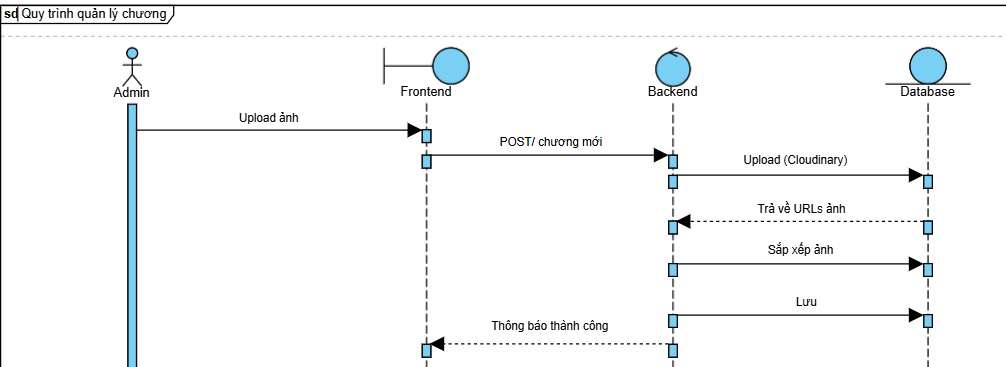 sd Quy trình quản lý chương
Admin
Frontend
Backend
Database
Upload ảnh
POST/ chương mới
Upload (Cloudinary)
Trả về URLs ảnh
Sắp xếp ảnh
Lưu
Thông báo thành công